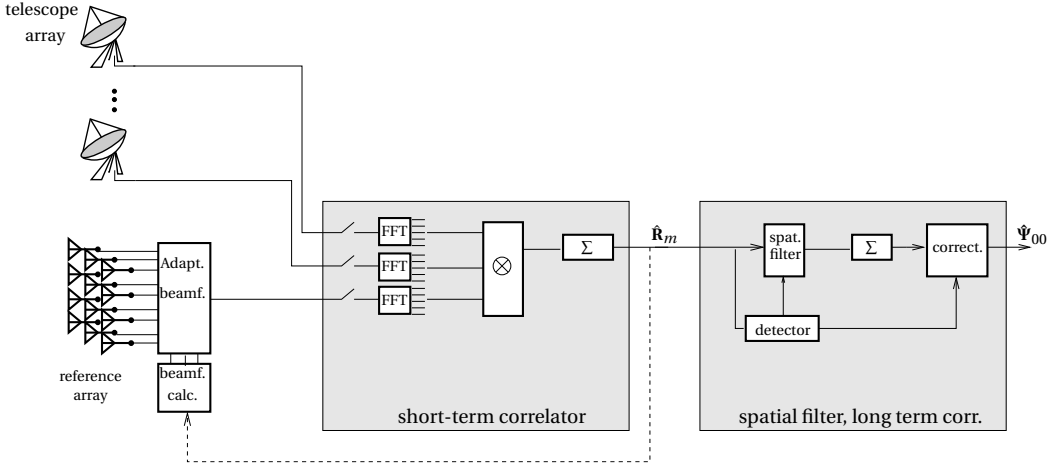 telescope
array
FFT
FFT
FFT
⊗
Σ
R̂m
spat.
filter
Σ
correct.
Ψ̂00
detector
Adapt.
beamf.
beamf.
calc.
reference
array
short-term correlator
spatial filter, long term corr.